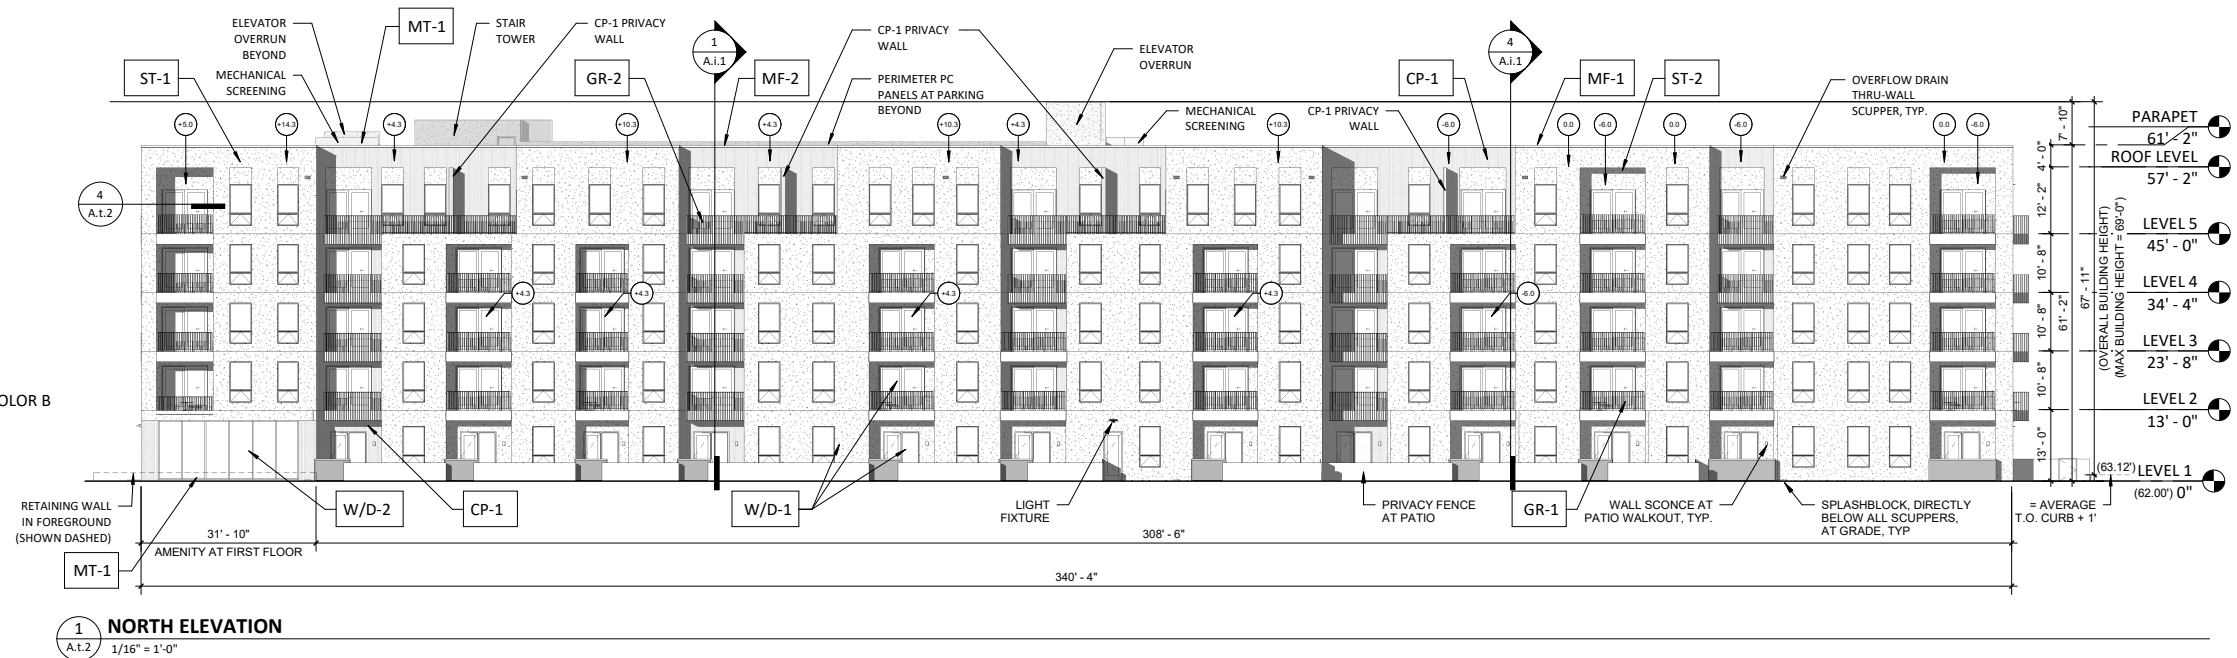 ELEVATOR
OVERRUN
BEYOND
MT-1
STAIR
TOWER
CP-1 PRIVACY
WALL
1
A.i.1
CP-1 PRIVACY
WALL
ELEVATOR
OVERRUN
4
A.i.1
ST-1
MECHANICAL
SCREENING
GR-2
MF-2
PERIMETER PC
PANELS AT PARKING
BEYOND
MECHANICAL
SCREENING
CP-1 PRIVACY
WALL
CP-1
MF-1
ST-2
OVERFLOW DRAIN
THRU-WALL
SCUPPER, TYP.
+5.0
+14.3
+4.3
+10.3
+4.3
+10.3
+4.3
+10.3
-6.0
0.0
-6.0
0.0
-6.0
0.0
-6.0
4
A.t.2
+4.3
+4.3
+4.3
+4.3
-6.0
7' - 10"
4' - 0"
12' - 2"
10' - 8"
10' - 8"
10' - 8"
13' - 0"
61' - 2"
67' - 11"
(OVERALL BUILDING HEIGHT)
(MAX BUILDING HEIGHT = 69'-0")
PARAPET
61' - 2"
ROOF LEVEL
57' - 2"
LEVEL 5
45' - 0"
LEVEL 4
34' - 4"
LEVEL 3
23' - 8"
LEVEL 2
13' - 0"
(63.12')
LEVEL 1
(62.00') 0"
OLOR B
RETAINING WALL
IN FOREGROUND
(SHOWN DASHED)
MT-1
W/D-2
CP-1
W/D-1
LIGHT
FIXTURE
PRIVACY FENCE
AT PATIO
GR-1
WALL SCONCE AT
PATIO WALKOUT, TYP.
SPLASHBLOCK, DIRECTLY
BELOW ALL SCUPPERS,
AT GRADE, TYP
= AVERAGE
T.O. CURB + 1'
31' - 10"
AMENITY AT FIRST FLOOR
308' - 6"
340' - 4"
1
A.t.2
NORTH ELEVATION
1/16" = 1'-0"